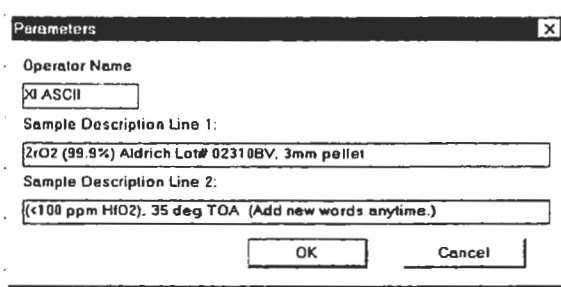 Parameters
Operator Name
XI ASCII
Sample Description Line 1:
2rO2 (99.9%) Aldrich Lot# 02310BV, 3mm pellet
Sample Description Line 2:
(<100 ppm HfO2), 35 deg TOA (Add new words anytime.)
OK Cancel